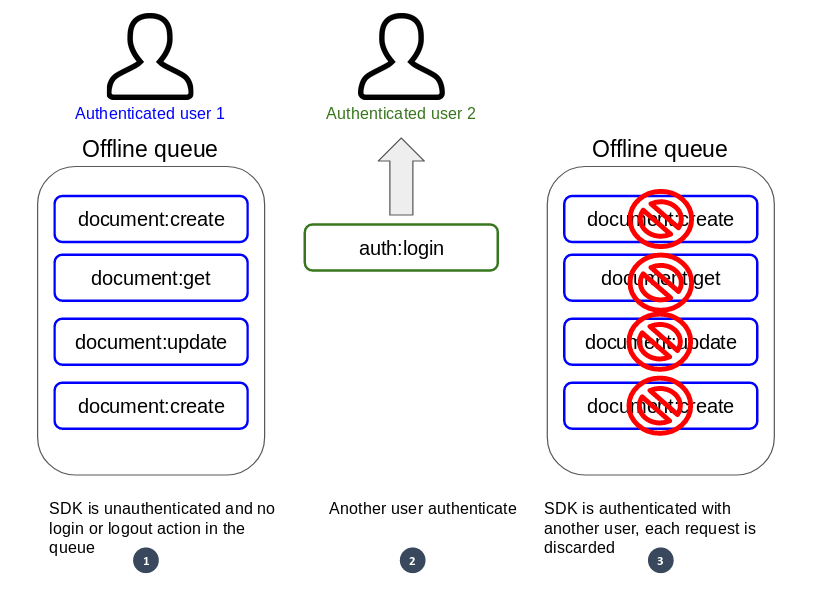 Authenticated user 1
Offline queue
document:create
document:get
document:update
document:create
SDK is unauthenticated and no
login or logout action in the
queue
1
Authenticated user 2
auth:login
Another user authenticate
2
Offline queue
document:create
document:get
document:update
document:create
SDK is authenticated with
another user, each request is
discarded
3